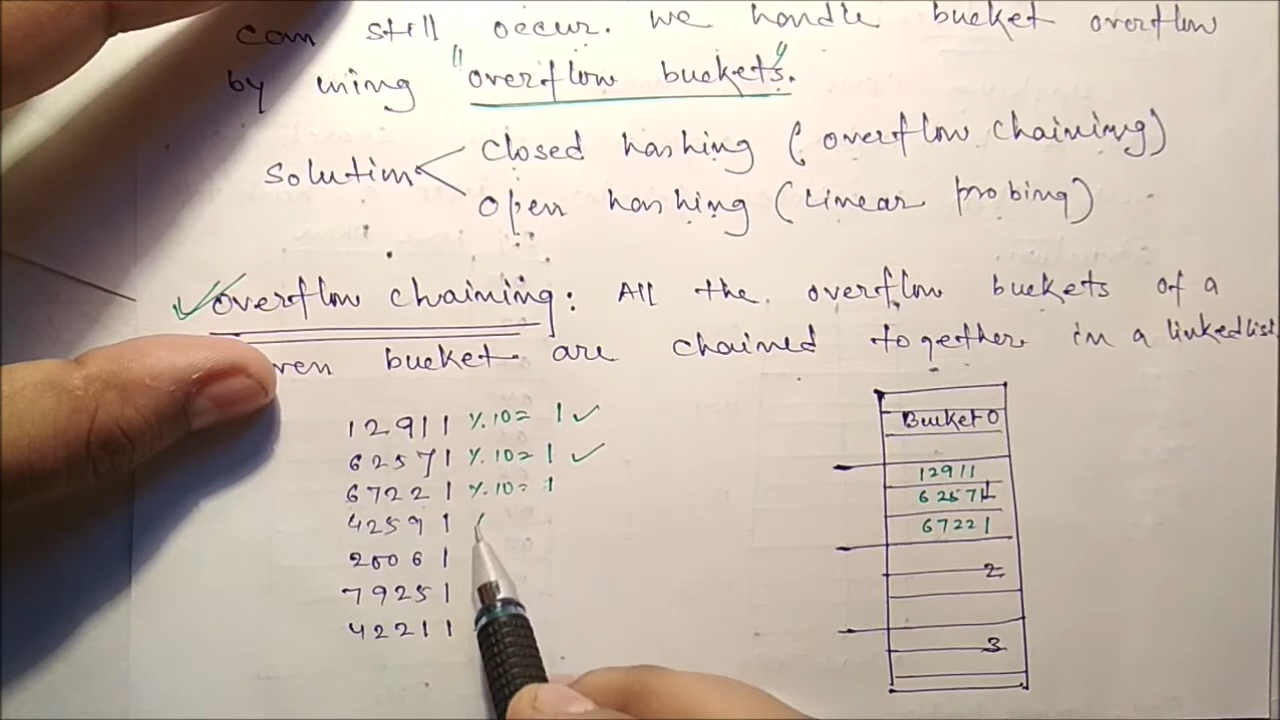 can still occur. we handle bucket overflow
by using "overflow buckets".
solution
closed hashing (overflow chaining)
open hashing (linear probing)
overflow chaining: All the overflow buckets of a
ven bucket are chained together in a linkedlist
12911 % 10 = 1 ✓
62571 % 10 = 1 ✓
67221 % 10 = 1
42591
20061
79251
42211
Bucket 0
12911
62571
67221
2
3